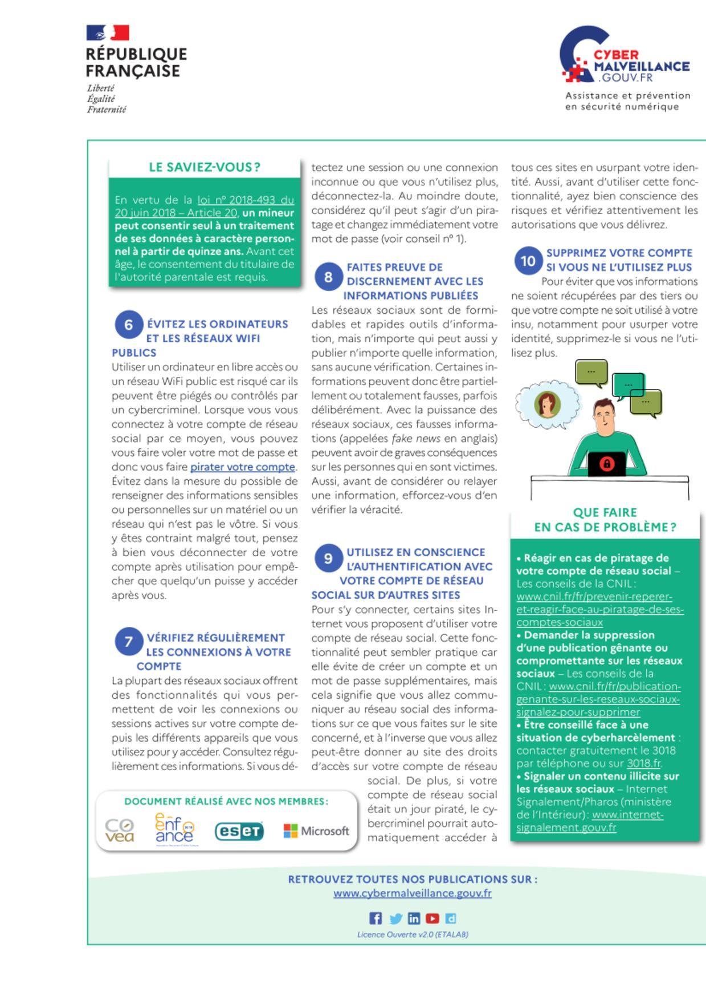 RÉPUBLIQUE
FRANÇAISE
Liberté
Égalité
Fraternité
CYBER
MALVEILLANCE
.GOUV.FR
Assistance et prévention
en sécurité numérique
LE SAVIEZ-VOUS ?
En vertu de la loi nº 2018-493 du
20 juin 2018 – Article 20, un mineur
peut consentir seul à un traitement
de ses données à caractère person-
nel à partir de quinze ans. Avant cet
âge, le consentement du titulaire de
l'autorité parentale est requis.
6 ÉVITEZ LES ORDINATEURS
ET LES RÉSEAUX WIFI
PUBLICS
Utiliser un ordinateur en libre accès ou
un réseau WiFi public est risqué car ils
peuvent être piégés ou contrôlés par
un cybercriminel. Lorsque vous vous
connectez à votre compte de réseau
social par ce moyen, vous pouvez
vous faire voler votre mot de passe et
donc vous faire pirater votre compte.
Évitez dans la mesure du possible de
renseigner des informations sensibles
ou personnelles sur un matériel ou un
réseau qui n'est pas le vôtre. Si vous
y êtes contraint malgré tout, pensez
à bien vous déconnecter de votre
compte après utilisation pour empê-
cher que quelqu'un puisse y accéder
après vous.
7 VÉRIFIEZ RÉGULIÈREMENT
LES CONNEXIONS À VOTRE
COMPTE
La plupart des réseaux sociaux offrent
des fonctionnalités qui vous per-
mettent de voir les connexions ou
sessions actives sur votre compte de-
puis les différents appareils que vous
utilisez pour y accéder. Consultez régu-
lièrement ces informations. Si vous dé-
tectez une session ou une connexion
inconnue ou que vous n'utilisez plus,
déconnectez-la. Au moindre doute,
considérez qu'il peut s'agir d'un pira-
tage et changez immédiatement votre
mot de passe (voir conseil nº 1).
8 FAITES PREUVE DE
DISCERNEMENT AVEC LES
INFORMATIONS PUBLIÉES
Les réseaux sociaux sont de formi-
dables et rapides outils d'informa-
tion, mais n'importe qui peut aussi y
publier n'importe quelle information,
sans aucune vérification. Certaines in-
formations peuvent donc être partiel-
lement ou totalement fausses, parfois
délibérément. Avec la puissance des
réseaux sociaux, ces fausses informa-
tions (appelées fake news en anglais)
peuvent avoir de graves conséquences
sur les personnes qui en sont victimes.
Aussi, avant de considérer ou relayer
une information, efforcez-vous d'en
vérifier la véracité.
9 UTILISEZ EN CONSCIENCE
L'AUTHENTIFICATION AVEC
VOTRE COMPTE DE RÉSEAU
SOCIAL SUR D'AUTRES SITES
Pour s'y connecter, certains sites In-
ternet vous proposent d'utiliser votre
compte de réseau social. Cette fonc-
tionnalité peut sembler pratique car
elle évite de créer un compte et un
mot de passe supplémentaires, mais
cela signifie que vous allez commu-
niquer au réseau social des informa-
tions sur ce que vous faites sur le site
concerné, et à l'inverse que vous allez
peut-être donner au site des droits
d'accès sur votre compte de réseau
social. De plus, si votre
compte de réseau social
était un jour piraté, le cy-
bercriminel pourrait auto-
matiquement accéder à
tous ces sites en usurpant votre iden-
tité. Aussi, avant d'utiliser cette fonc-
tionnalité, ayez bien conscience des
risques et vérifiez attentivement les
autorisations que vous délivrez.
10 SUPPRIMEZ VOTRE COMPTE
SI VOUS NE L'UTILISEZ PLUS
Pour éviter que vos informations
ne soient récupérées par des tiers ou
que votre compte ne soit utilisé à votre
insu, notamment pour usurper votre
identité, supprimez-le si vous ne l'uti-
lisez plus.
QUE FAIRE
EN CAS DE PROBLÈME ?
• Réagir en cas de piratage de
votre compte de réseau social –
Les conseils de la CNIL :
www.cnil.fr/fr/prevenir-reperer-
et-reagir-face-au-piratage-de-ses-
comptes-sociaux
• Demander la suppression
d'une publication gênante ou
compromettante sur les réseaux
sociaux – Les conseils de la
CNIL : www.cnil.fr/fr/publication-
genante-sur-les-reseaux-sociaux-
signalez-pour-supprimer
• Être conseillé face à une
situation de cyberharcèlement :
contacter gratuitement le 3018
par téléphone ou sur 3018.fr.
• Signaler un contenu illicite sur
les réseaux sociaux – Internet
Signalement/Pharos (ministère
de l'Intérieur) : www.internet-
signalement.gouv.fr
DOCUMENT RÉALISÉ AVEC NOS MEMBRES :
covea
e-enfance
eset
Microsoft
RETROUVEZ TOUTES NOS PUBLICATIONS SUR :
www.cybermalveillance.gouv.fr
Licence Ouverte v2.0 (ETALAB)